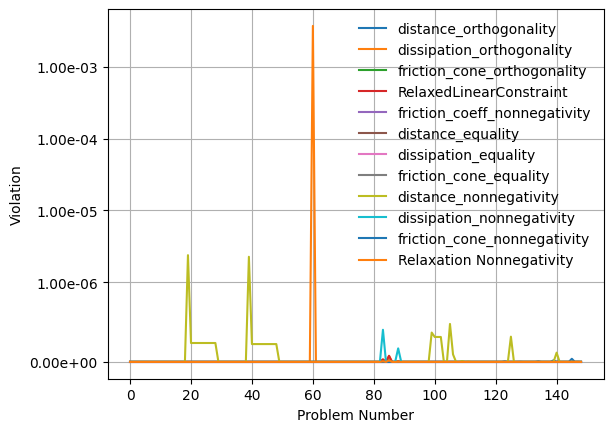 distance_orthogonality
dissipation_orthogonality
friction_cone_orthogonality
RelaxedLinearConstraint
friction_coeff_nonnegativity
distance_equality
dissipation_equality
friction_cone_equality
distance_nonnegativity
dissipation_nonnegativity
friction_cone_nonnegativity
Relaxation Nonnegativity
Violation
1.00e-03
1.00e-04
1.00e-05
1.00e-06
0.00e+00
0 20 40 60 80 100 120 140
Problem Number